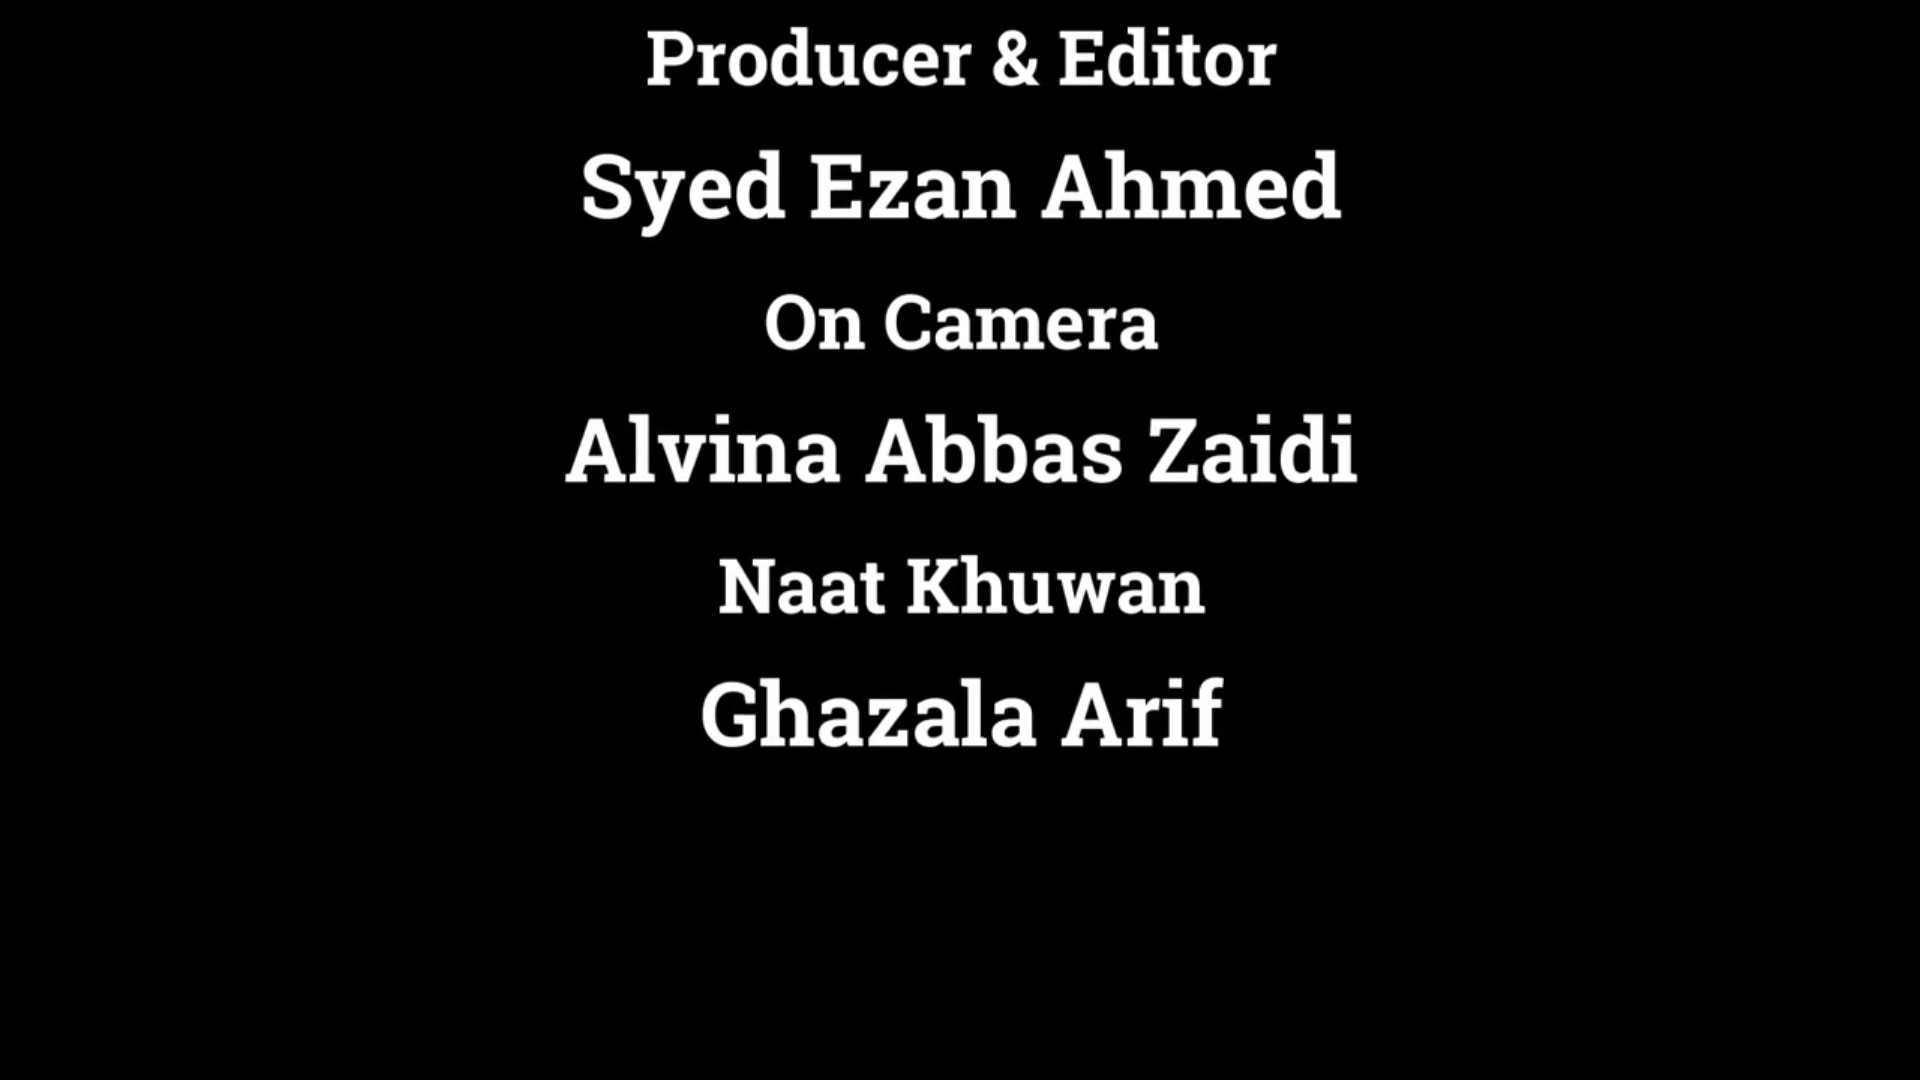 Producer & Editor
Syed Ezan Ahmed
On Camera
Alvina Abbas Zaidi
Naat Khuwan
Ghazala Arif